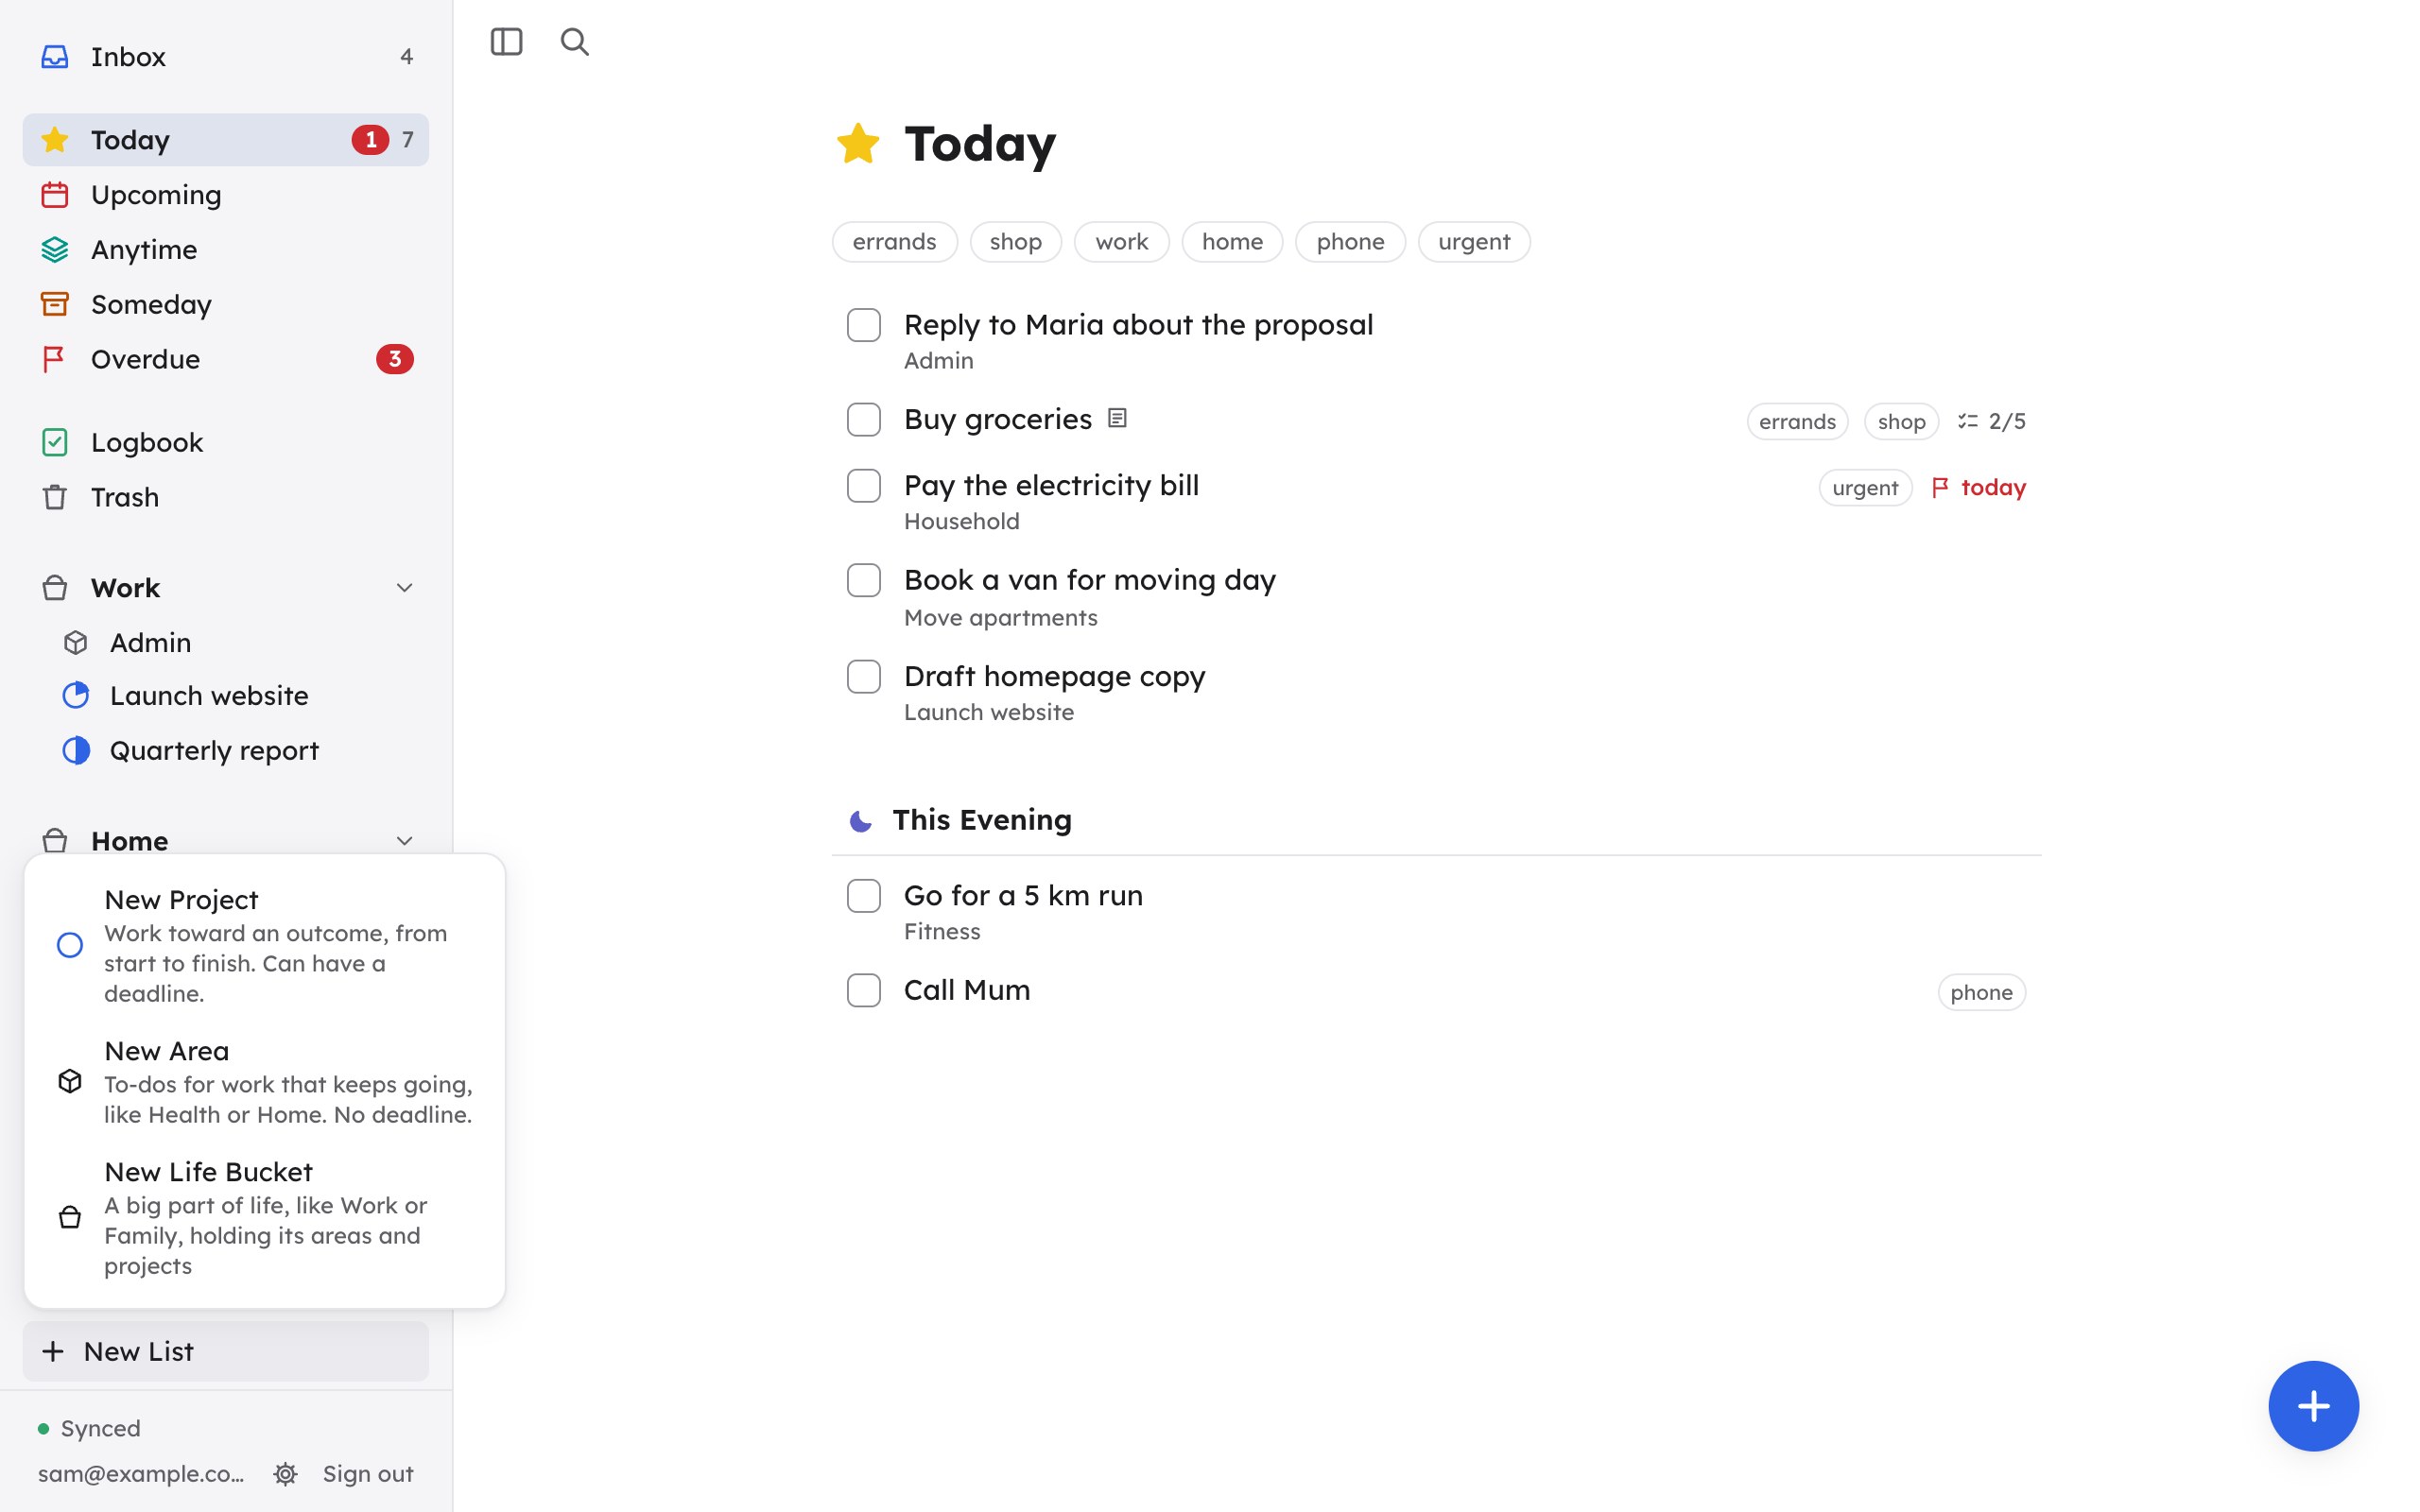 Inbox 4
Today 1 7
Upcoming
Anytime
Someday
Overdue 3
Logbook
Trash
Work
Admin
Launch website
Quarterly report
Home
New Project
Work toward an outcome, from
start to finish. Can have a
deadline.
New Area
To-dos for work that keeps going,
like Health or Home. No deadline.
New Life Bucket
A big part of life, like Work or
Family, holding its areas and
projects
New List
Synced
sam@example.co... Sign out
Today
errands shop work home phone urgent
Reply to Maria about the proposal
Admin
Buy groceries errands shop 2/5
Pay the electricity bill urgent today
Household
Book a van for moving day
Move apartments
Draft homepage copy
Launch website
This Evening
Go for a 5 km run
Fitness
Call Mum phone